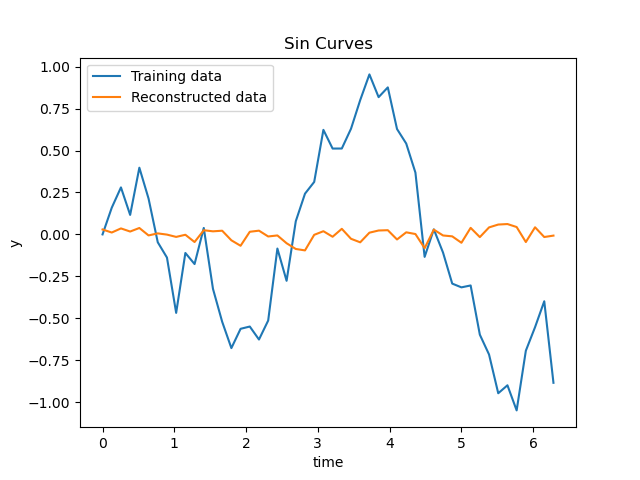 Sin Curves
Training data
Reconstructed data
1.00
0.75
0.50
0.25
0.00
−0.25
−0.50
−0.75
−1.00
y
0 1 2 3 4 5 6
time